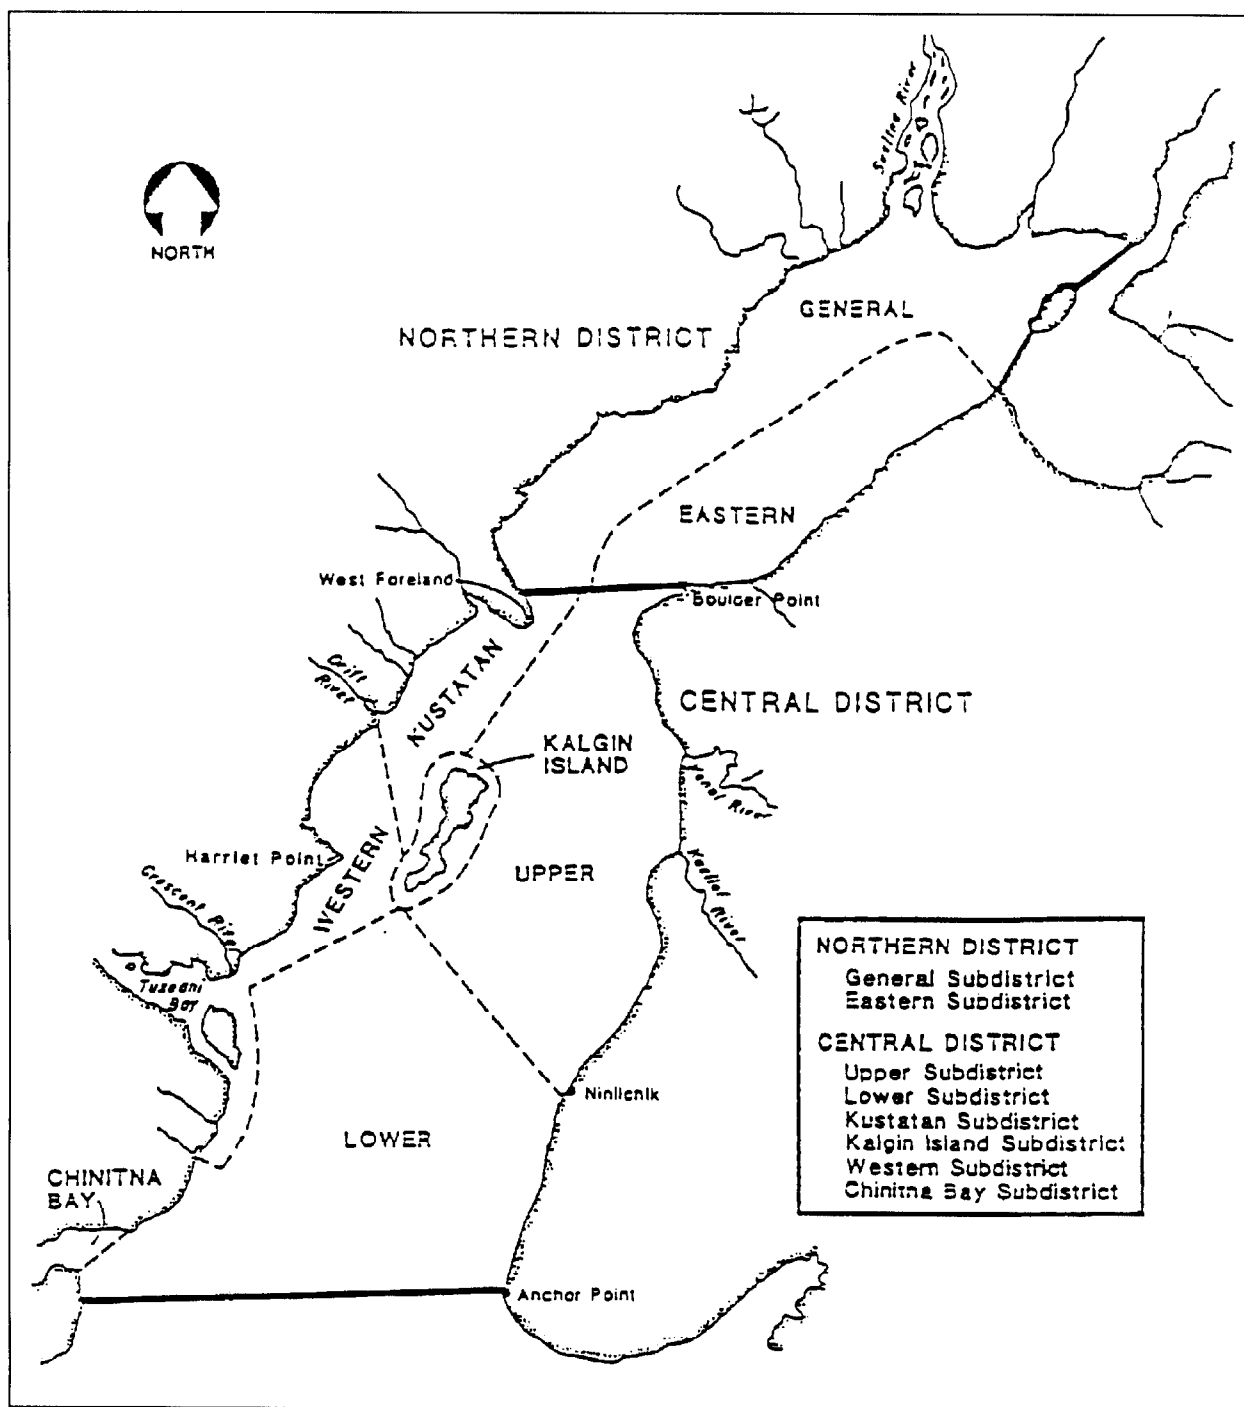 NORTH
Susitna River
GENERAL
NORTHERN DISTRICT
EASTERN
West Foreland
Boulder Point
Drift
River
KUSTATAN
CENTRAL DISTRICT
KALGIN
ISLAND
Kenai River
Harriet Point
WESTERN
UPPER
Kasilof
River
Crescent River
Tuxedni
Bay
NORTHERN DISTRICT
General Subdistrict
Eastern Subdistrict
CENTRAL DISTRICT
Upper Subdistrict
Lower Subdistrict
Kustatan Subdistrict
Kalgin Island Subdistrict
Western Subdistrict
Chinitna Bay Subdistrict
Ninilchik
LOWER
CHINITNA
BAY
Anchor Point